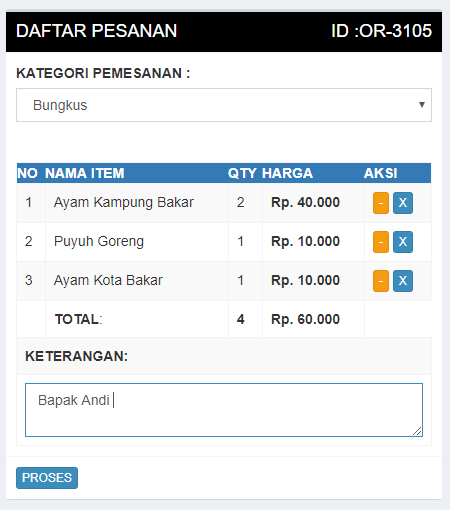 DAFTAR PESANAN ID :OR-3105
KATEGORI PEMESANAN :
Bungkus
NO NAMA ITEM QTY HARGA AKSI
1 Ayam Kampung Bakar 2 Rp. 40.000 - X
2 Puyuh Goreng 1 Rp. 10.000 - X
3 Ayam Kota Bakar 1 Rp. 10.000 - X
TOTAL: 4 Rp. 60.000
KETERANGAN:
Bapak Andi
PROSES